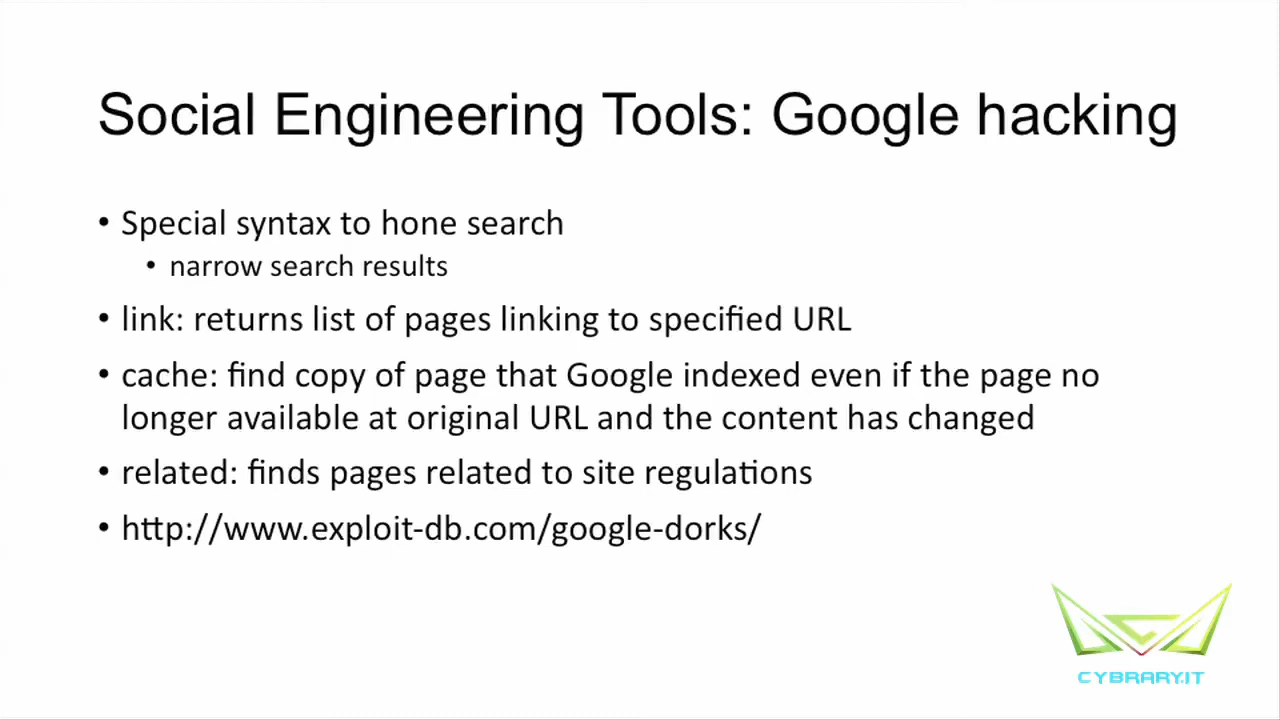 Social Engineering Tools: Google hacking
• Special syntax to hone search
• narrow search results
• link: returns list of pages linking to specified URL
• cache: find copy of page that Google indexed even if the page no
longer available at original URL and the content has changed
• related: finds pages related to site regulations
• http://www.exploit-db.com/google-dorks/
CYBRARY.IT